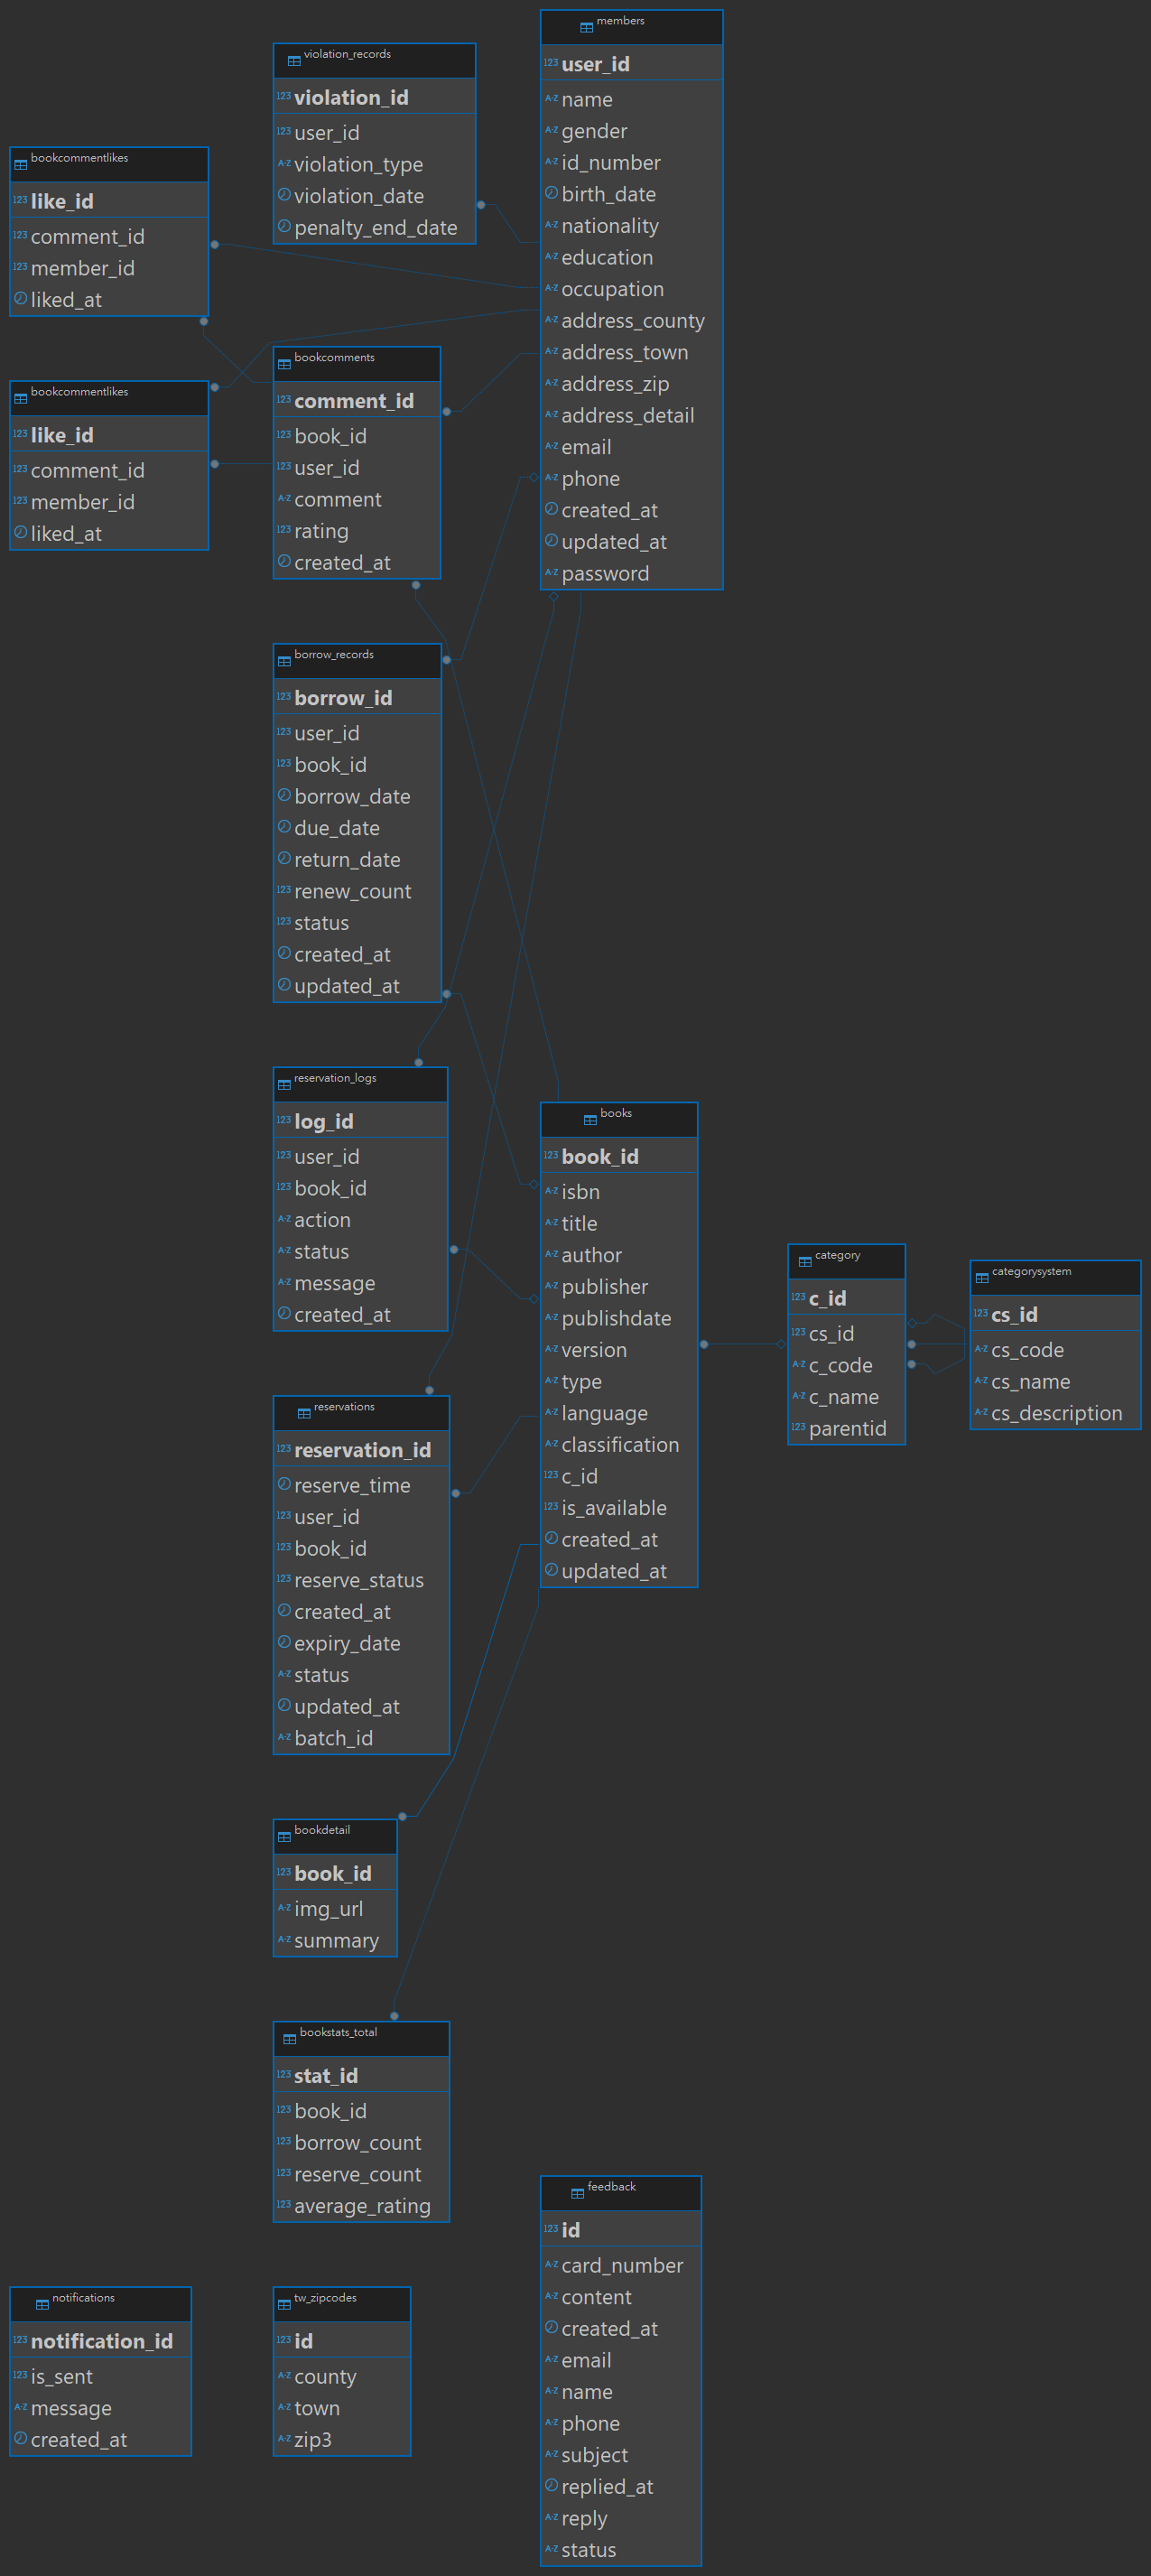 members
user_id
name
gender
id_number
birth_date
nationality
education
occupation
address_county
address_town
address_zip
address_detail
email
phone
created_at
updated_at
password
violation_records
violation_id
user_id
violation_type
violation_date
penalty_end_date
bookcommentlikes
like_id
comment_id
member_id
liked_at
bookcommentlikes
like_id
comment_id
member_id
liked_at
bookcomments
comment_id
book_id
user_id
comment
rating
created_at
borrow_records
borrow_id
user_id
book_id
borrow_date
due_date
return_date
renew_count
status
created_at
updated_at
reservation_logs
log_id
user_id
book_id
action
status
message
created_at
books
book_id
isbn
title
author
publisher
publishdate
version
type
language
classification
c_id
is_available
created_at
updated_at
category
c_id
cs_id
c_code
c_name
parentid
categorysystem
cs_id
cs_code
cs_name
cs_description
reservations
reservation_id
reserve_time
user_id
book_id
reserve_status
created_at
expiry_date
status
updated_at
batch_id
bookdetail
book_id
img_url
summary
bookstats_total
stat_id
book_id
borrow_count
reserve_count
average_rating
feedback
id
card_number
content
created_at
email
name
phone
subject
replied_at
reply
status
notifications
notification_id
is_sent
message
created_at
tw_zipcodes
id
county
town
zip3